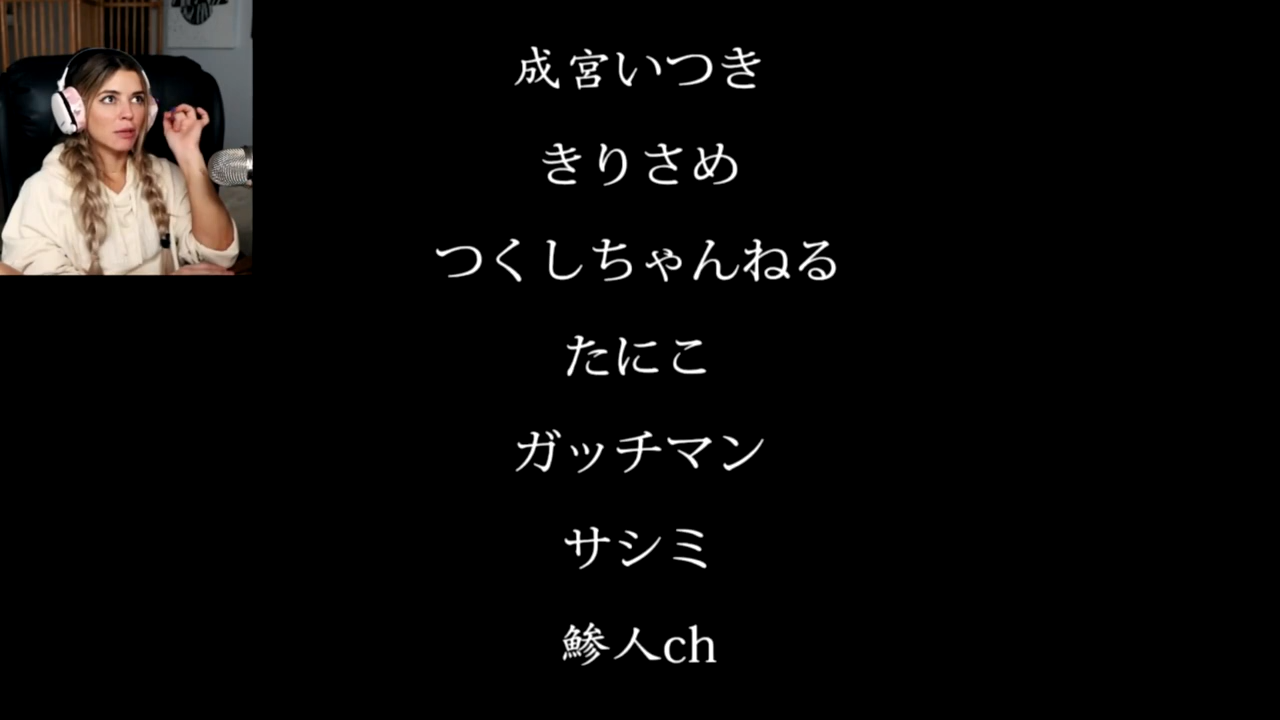 成宮いつき
きりさめ
つくしちゃんねる
たにこ
ガッチマン
サシミ
鯵人ch